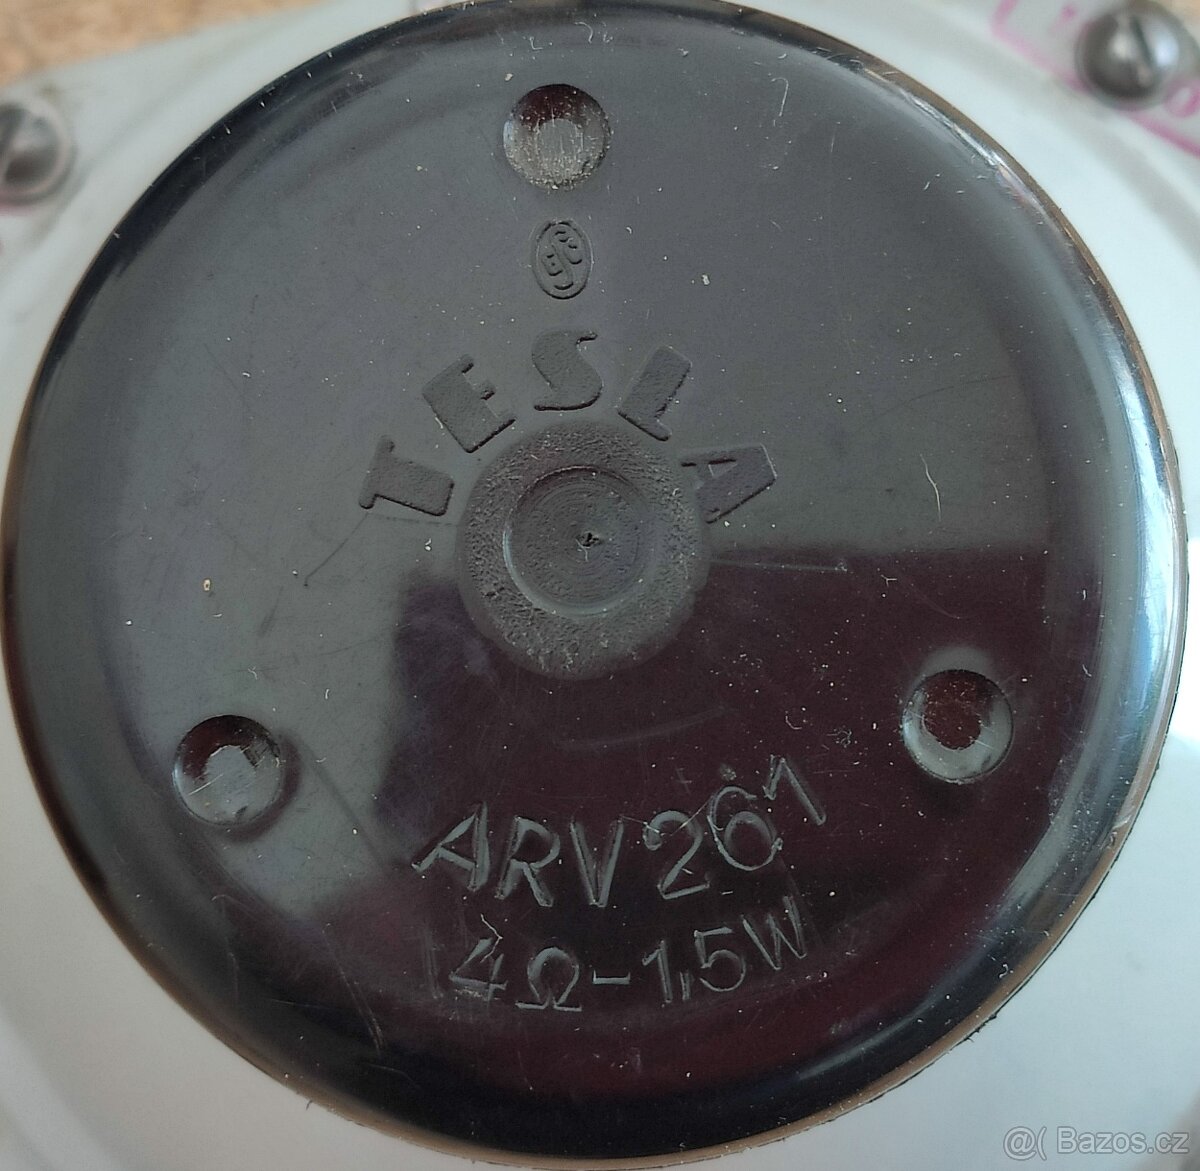 TESLA
ARV 261
4Ω-1,5W
@( Bazos.cz